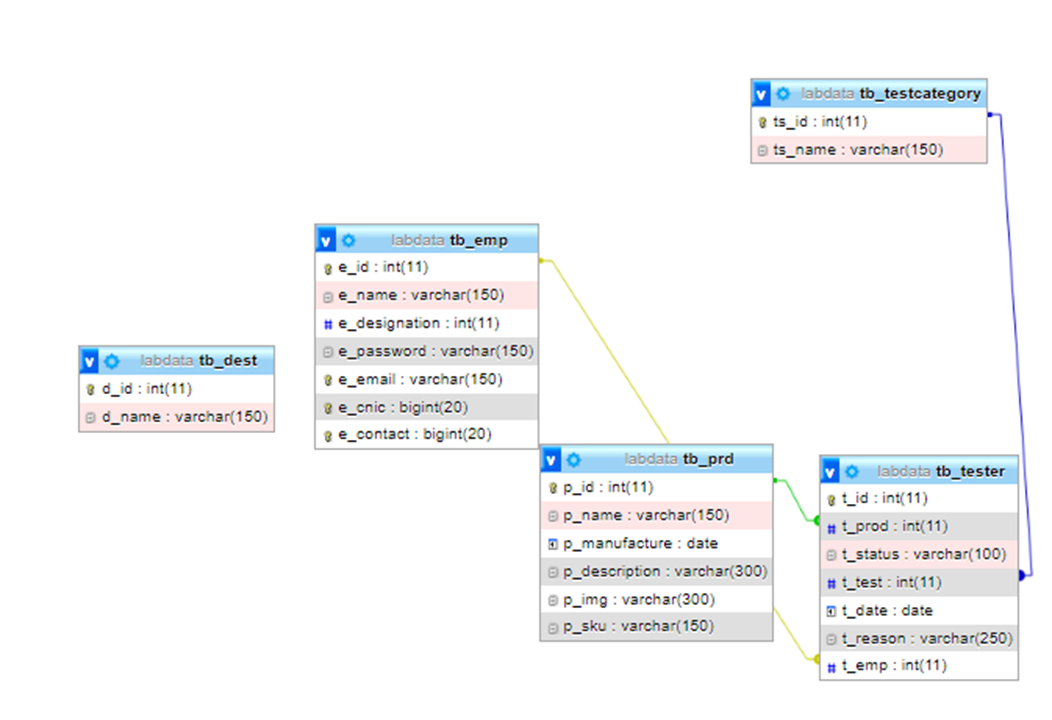 labdata tb_testcategory
ts_id : int(11)
ts_name : varchar(150)
labdata tb_emp
e_id : int(11)
e_name : varchar(150)
e_designation : int(11)
e_password : varchar(150)
e_email : varchar(150)
e_cnic : bigint(20)
e_contact : bigint(20)
labdata tb_dest
d_id : int(11)
d_name : varchar(150)
labdata tb_prd
p_id : int(11)
p_name : varchar(150)
p_manufacture : date
p_description : varchar(300)
p_img : varchar(300)
p_sku : varchar(150)
labdata tb_tester
t_id : int(11)
t_prod : int(11)
t_status : varchar(100)
t_test : int(11)
t_date : date
t_reason : varchar(250)
t_emp : int(11)